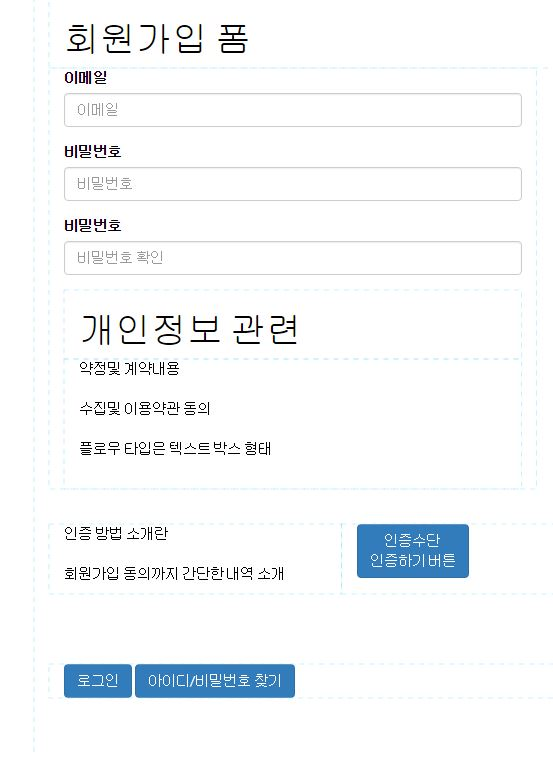 회원가입 폼
이메일
이메일
비밀번호
비밀번호
비밀번호
비밀번호 확인
개인정보 관련
약정및 계약내용
수집및 이용약관 동의
플로우 타입은 텍스트 박스 형태
인증 방법 소개란
회원가입 동의까지 간단한 내역 소개
인증수단
인증하기 버튼
로그인 아이디/비밀번호 찾기